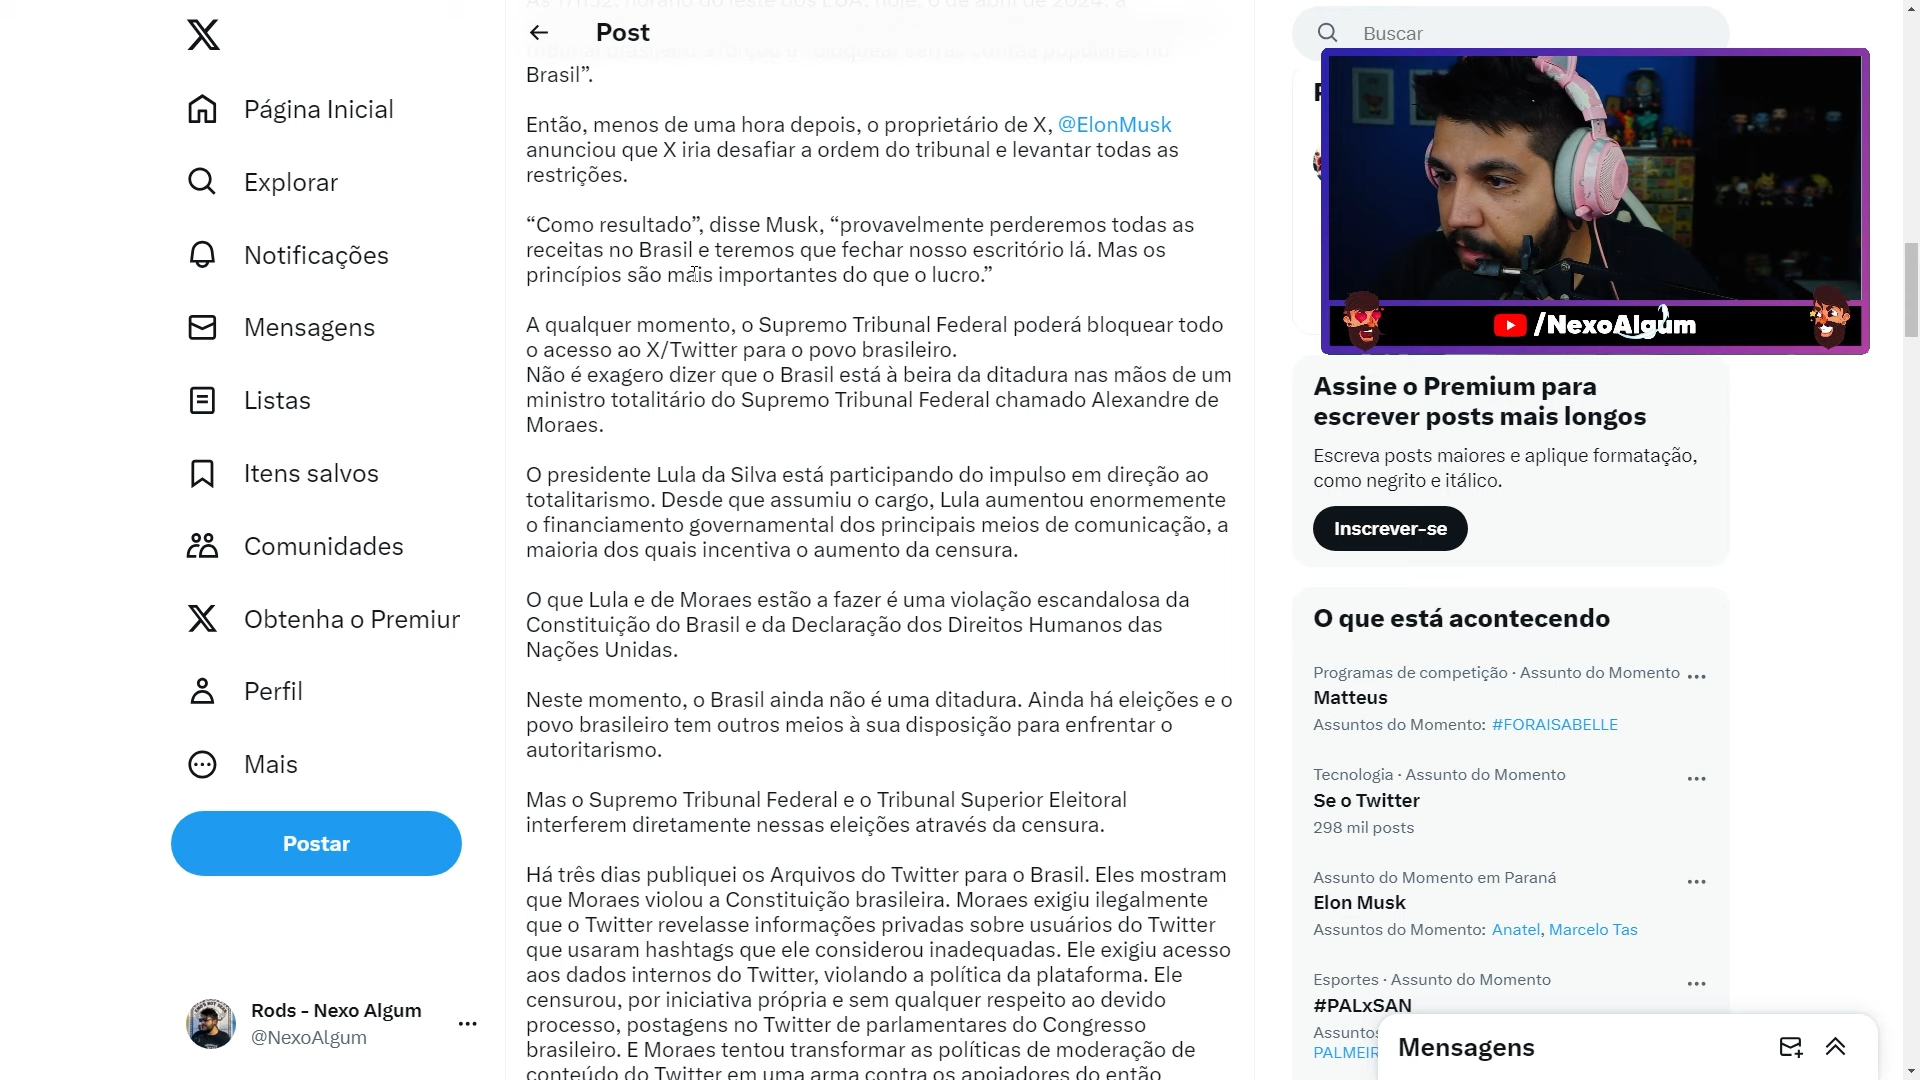 Página Inicial
Explorar
Notificações
Mensagens
Listas
Itens salvos
Comunidades
Obtenha o Premiur
Perfil
Mais
Postar
Rods - Nexo Algum
@NexoAlgum
Post
Brasil”.
Então, menos de uma hora depois, o proprietário de X, @ElonMusk
anunciou que X iria desafiar a ordem do tribunal e levantar todas as
restrições.
“Como resultado”, disse Musk, “provavelmente perderemos todas as
receitas no Brasil e teremos que fechar nosso escritório lá. Mas os
princípios são mais importantes do que o lucro.”
A qualquer momento, o Supremo Tribunal Federal poderá bloquear todo
o acesso ao X/Twitter para o povo brasileiro.
Não é exagero dizer que o Brasil está à beira da ditadura nas mãos de um
ministro totalitário do Supremo Tribunal Federal chamado Alexandre de
Moraes.
O presidente Lula da Silva está participando do impulso em direção ao
totalitarismo. Desde que assumiu o cargo, Lula aumentou enormemente
o financiamento governamental dos principais meios de comunicação, a
maioria dos quais incentiva o aumento da censura.
O que Lula e de Moraes estão a fazer é uma violação escandalosa da
Constituição do Brasil e da Declaração dos Direitos Humanos das
Nações Unidas.
Neste momento, o Brasil ainda não é uma ditadura. Ainda há eleições e o
povo brasileiro tem outros meios à sua disposição para enfrentar o
autoritarismo.
Mas o Supremo Tribunal Federal e o Tribunal Superior Eleitoral
interferem diretamente nessas eleições através da censura.
Há três dias publiquei os Arquivos do Twitter para o Brasil. Eles mostram
que Moraes violou a Constituição brasileira. Moraes exigiu ilegalmente
que o Twitter revelasse informações privadas sobre usuários do Twitter
que usaram hashtags que ele considerou inadequadas. Ele exigiu acesso
aos dados internos do Twitter, violando a política da plataforma. Ele
censurou, por iniciativa própria e sem qualquer respeito ao devido
processo, postagens no Twitter de parlamentares do Congresso
brasileiro. E Moraes tentou transformar as políticas de moderação de
conteúdo do Twitter em uma arma contra os apoiadores do então
Buscar
/NexoAlgum
Assine o Premium para
escrever posts mais longos
Escreva posts maiores e aplique formatação,
como negrito e itálico.
Inscrever-se
O que está acontecendo
Programas de competição · Assunto do Momento
Matteus
Assuntos do Momento: #FORAISABELLE
Tecnologia · Assunto do Momento
Se o Twitter
298 mil posts
Assunto do Momento em Paraná
Elon Musk
Assuntos do Momento: Anatel, Marcelo Tas
Esportes · Assunto do Momento
#PALxSAN
Assuntos
PALMEIR
Mensagens